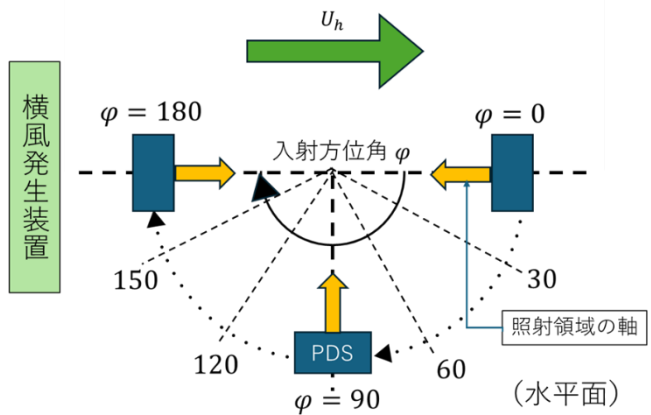 U_h
横風発生装置
φ = 180
φ = 0
入射方位角 φ
150
30
120
PDS
60
照射領域の軸
φ = 90
（水平面）